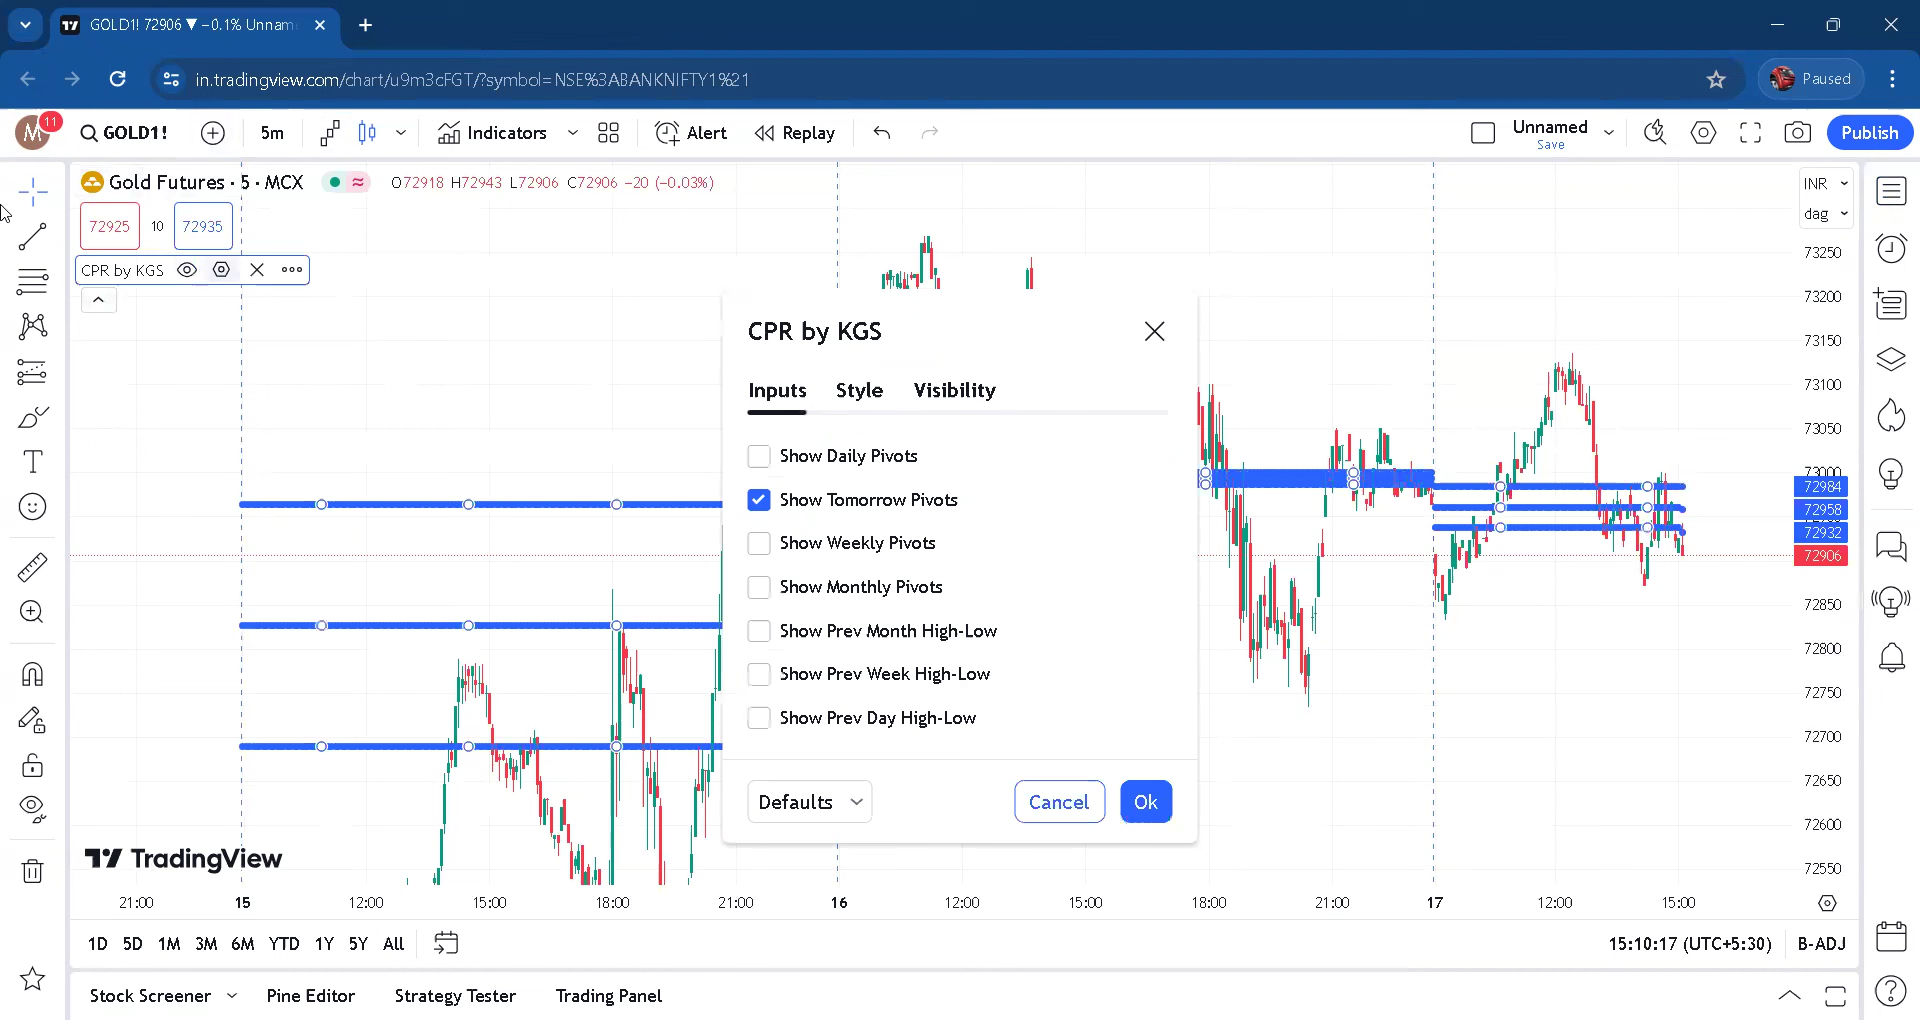 GOLD1! 72906 ▼ −0.1% Unnam
in.tradingview.com/chart/u9m3cFGT/?symbol=NSE%3ABANKNIFTY1%21
Paused
M
11
GOLD1!
5m
Indicators
Alert
Replay
Unnamed
Save
Publish
Gold Futures · 5 · MCX
O72918 H72943 L72906 C72906 −20 (−0.03%)
INR
dag
72925
10
72935
CPR by KGS
73250
73200
73150
73100
73050
73000
72984
72958
72932
72906
72850
72800
72750
72700
72650
72600
72550
CPR by KGS
Inputs Style Visibility
Show Daily Pivots
Show Tomorrow Pivots
Show Weekly Pivots
Show Monthly Pivots
Show Prev Month High-Low
Show Prev Week High-Low
Show Prev Day High-Low
Defaults
Cancel
Ok
TradingView
21:00 15 12:00 15:00 18:00 21:00 16 12:00 15:00 18:00 21:00 17 12:00 15:00
1D 5D 1M 3M 6M YTD 1Y 5Y All
15:10:17 (UTC+5:30)
B-ADJ
Stock Screener
Pine Editor
Strategy Tester
Trading Panel